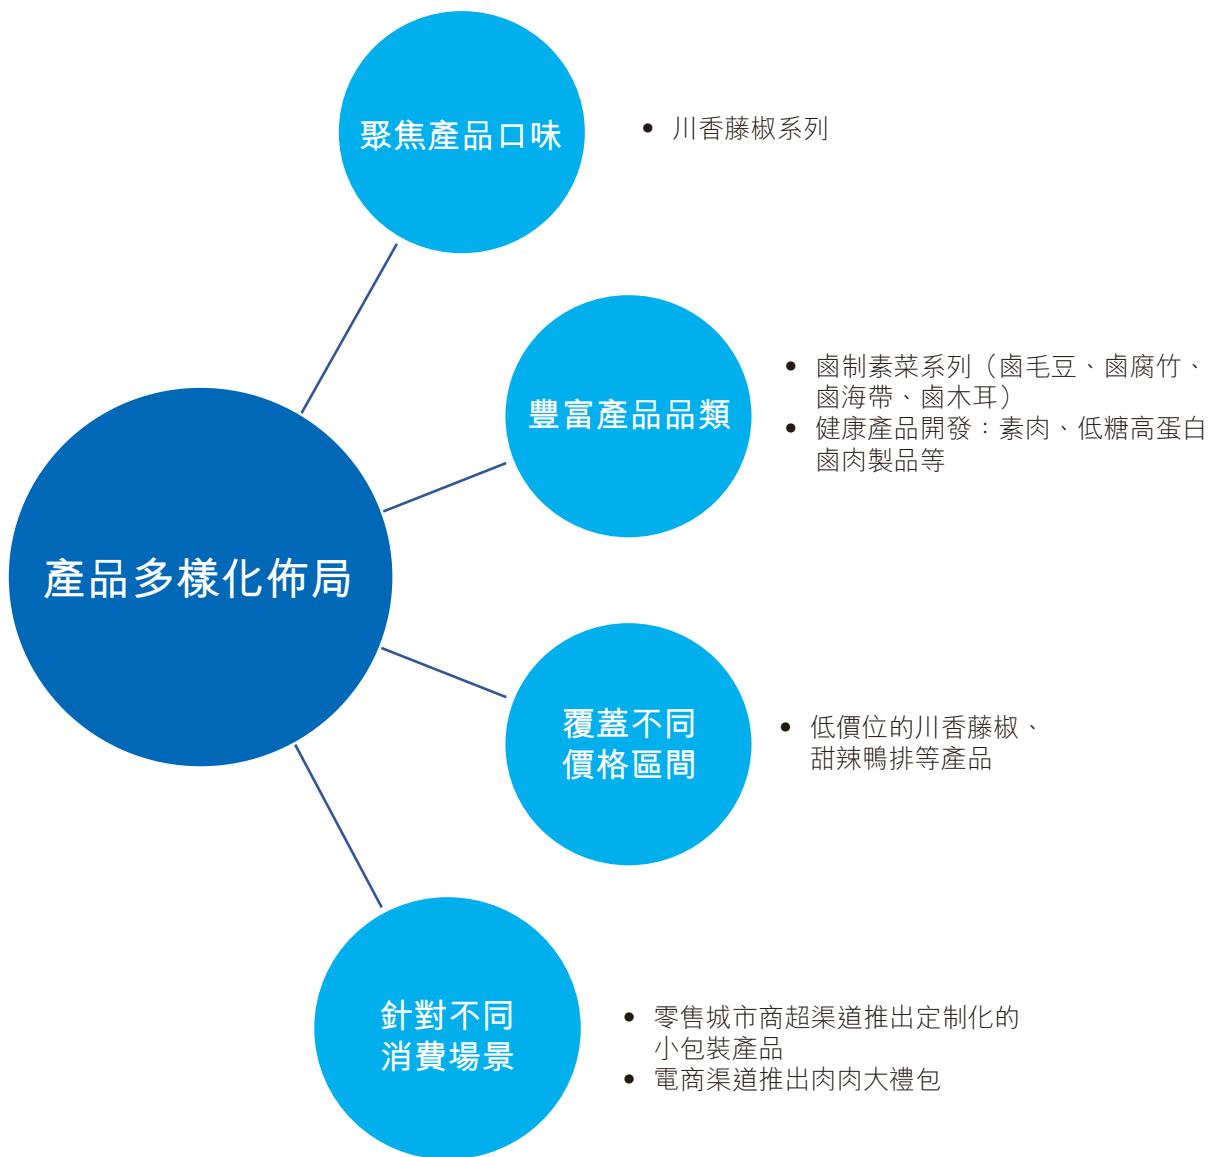 聚焦產品口味
• 川香藤椒系列
豐富產品品類
• 鹵制素菜系列（鹵毛豆、鹵腐竹、
鹵海帶、鹵木耳）
• 健康產品開發：素肉、低糖高蛋白
鹵肉製品等
產品多樣化佈局
覆蓋不同
價格區間
• 低價位的川香藤椒、
甜辣鴨排等產品
針對不同
消費場景
• 零售城市商超渠道推出定制化的
小包裝產品
• 電商渠道推出肉肉大禮包